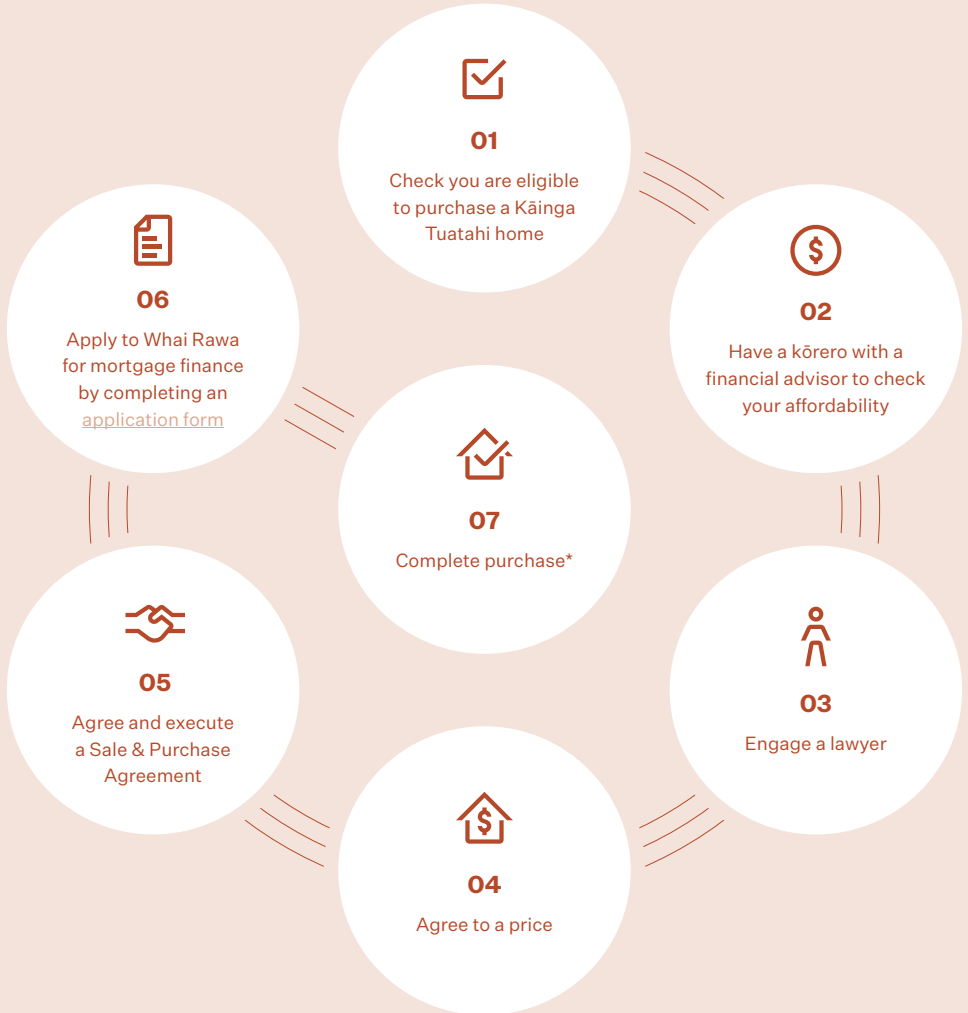 01
Check you are eligible
to purchase a Kāinga
Tuatahi home
02
Have a kōrero with a
financial advisor to check
your affordability
03
Engage a lawyer
04
Agree to a price
05
Agree and execute
a Sale & Purchase
Agreement
06
Apply to Whai Rawa
for mortgage finance
by completing an
application form
07
Complete purchase*